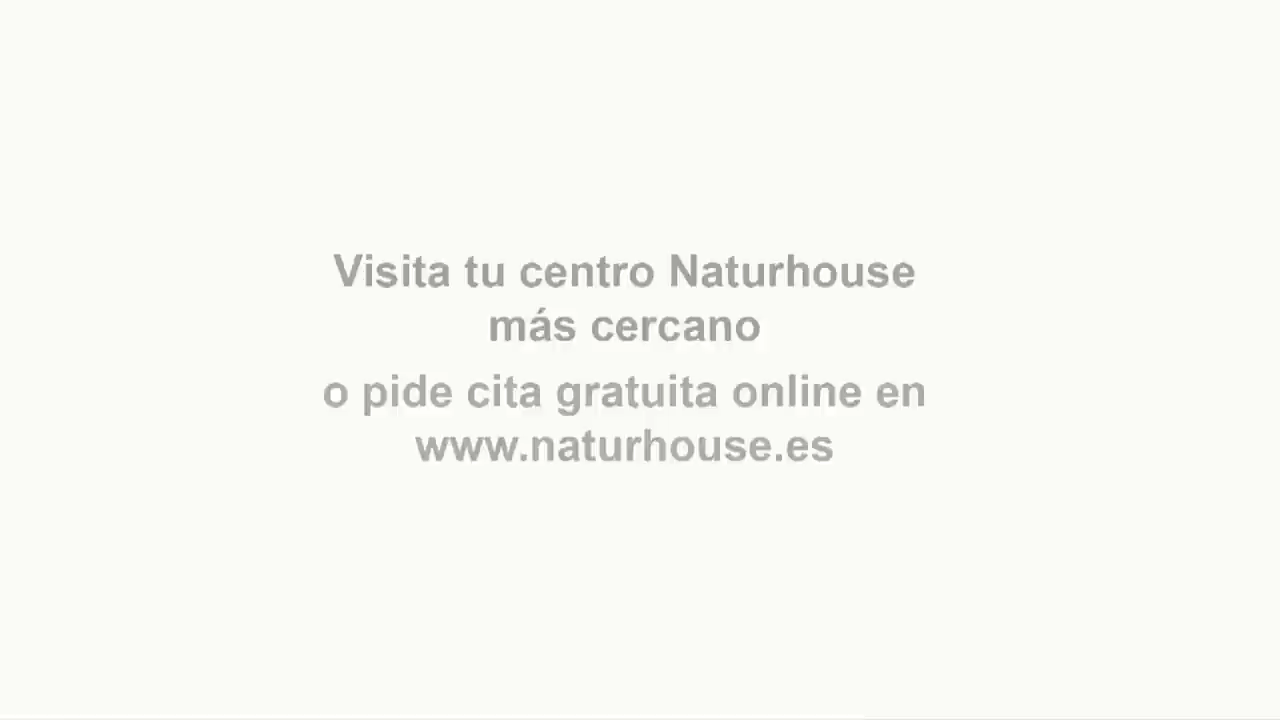 Visita tu centro Naturhouse
más cercano
o pide cita gratuita online en
www.naturhouse.es